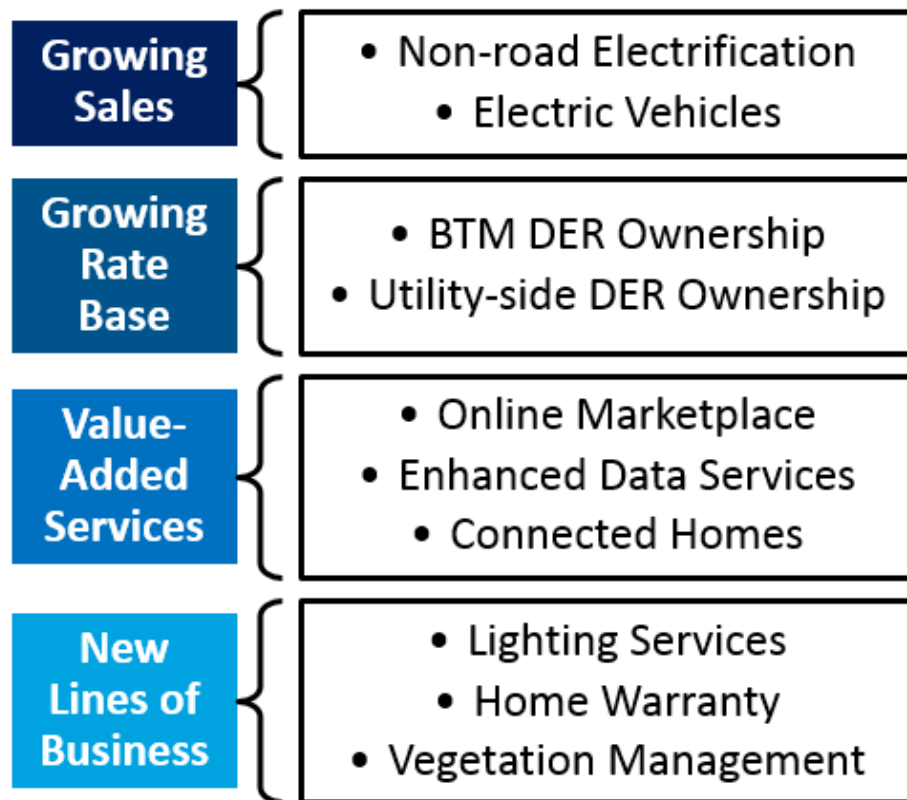 Growing
Sales
• Non-road Electrification
• Electric Vehicles
Growing
Rate
Base
• BTM DER Ownership
• Utility-side DER Ownership
Value-
Added
Services
• Online Marketplace
• Enhanced Data Services
• Connected Homes
New
Lines of
Business
• Lighting Services
• Home Warranty
• Vegetation Management